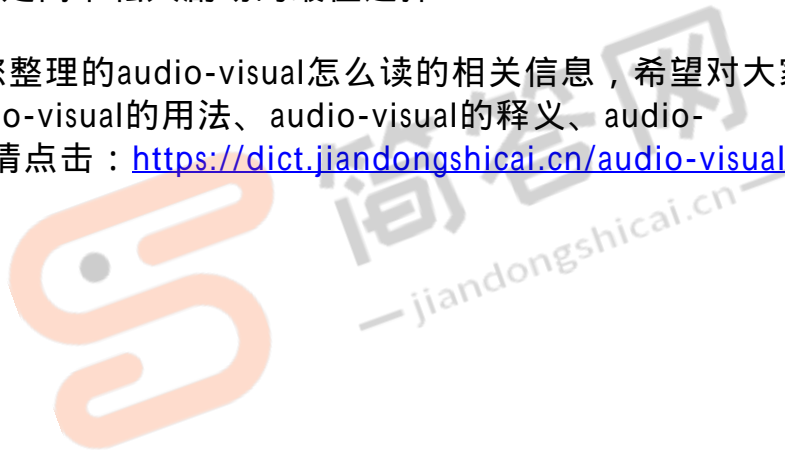 整理的audio-visual怎么读的相关信息，希望对大
o-visual的用法、audio-visual的释义、audio-
请点击：https://dict.jiandongshicai.cn/audio-visual
简答网
— jiandongshicai.cn —